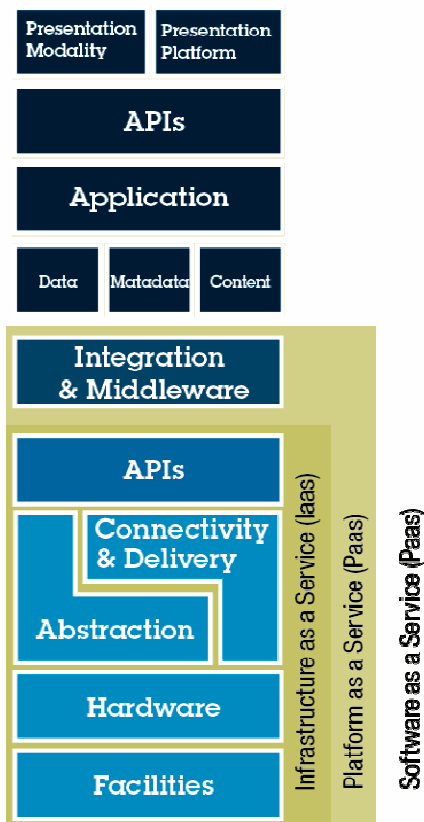 Presentation
Modality
Presentation
Platform
APIs
Application
Data
Matadata
Content
Integration
& Middleware
APIs
Connectivity
& Delivery
Abstraction
Hardware
Facilities
Infrastructure as a Service (Iaas)
Platform as a Service (Paas)
Software as a Service (Paas)